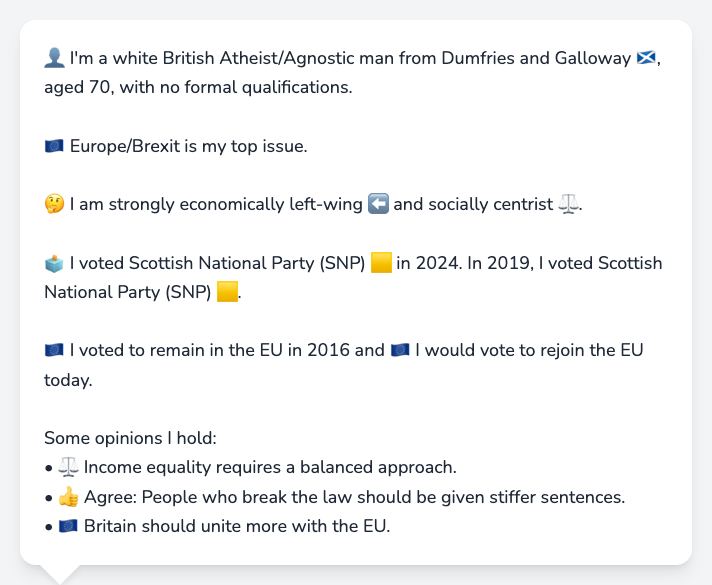 👤 I'm a white British Atheist/Agnostic man from Dumfries and Galloway 🏴󠁧󠁢󠁳󠁣󠁴󠁿,
aged 70, with no formal qualifications.
🇪🇺 Europe/Brexit is my top issue.
🤔 I am strongly economically left-wing ⬅️ and socially centrist ⚖️.
🗳️ I voted Scottish National Party (SNP) 🟨 in 2024. In 2019, I voted Scottish
National Party (SNP) 🟨.
🇪🇺 I voted to remain in the EU in 2016 and 🇪🇺 I would vote to rejoin the EU
today.
Some opinions I hold:
• ⚖️ Income equality requires a balanced approach.
• 👍 Agree: People who break the law should be given stiffer sentences.
• 🇪🇺 Britain should unite more with the EU.